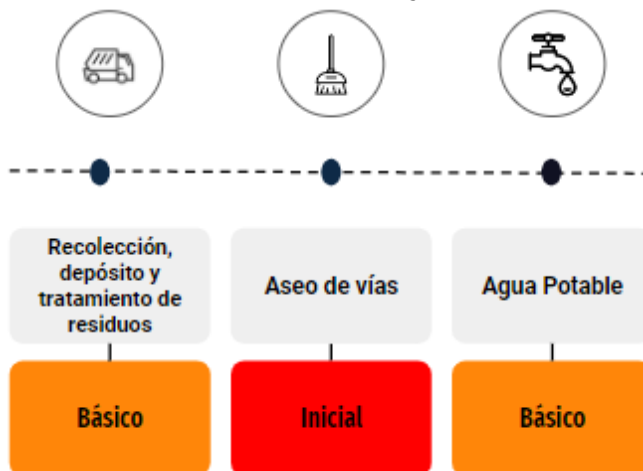 Recolección,
depósito y
tratamiento de
residuos
Aseo de vías
Agua Potable
Básico
Inicial
Básico